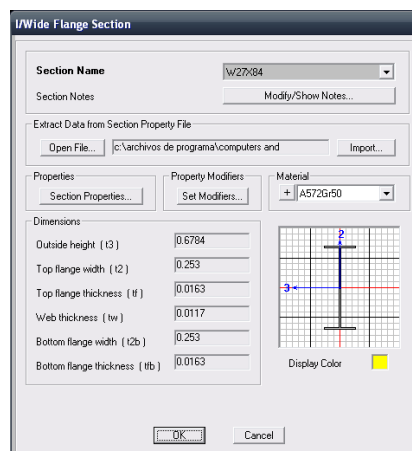 I/Wide Flange Section
Section Name W27X84
Section Notes Modify/Show Notes...
Extract Data from Section Property File
Open File... c:\archivos de programa\computers and Import...
Properties Property Modifiers Material
Section Properties... Set Modifiers... + A572Gr50
Dimensions
Outside height ( t3 ) 0.6784
Top flange width ( t2 ) 0.253
Top flange thickness ( tf ) 0.0163
Web thickness ( tw ) 0.0117
Bottom flange width ( t2b ) 0.253
Bottom flange thickness ( tfb ) 0.0163
2
3
Display Color
OK Cancel